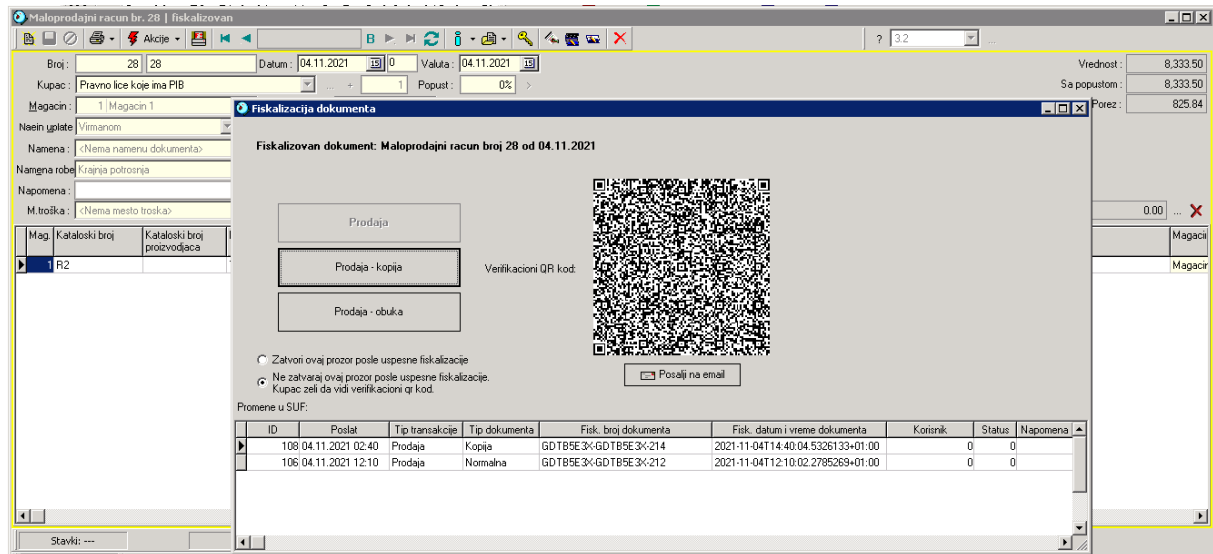 Maloprodajni racun br. 28 | fiskalizovan
Akcije
B
? 3.2 ...
Broj : 28 28 Datum : 04.11.2021 15 0 Valuta : 04.11.2021 15 Vrednost : 8,333.50
Kupac : Pravno lice koje ima PIB ... + 1 Popust : 0% > Sa popustom : 8,333.50
Magacin : 1 Magacin 1 Porez : 825.84
Naein uplate Virmanom
Namena : <Nema namenu dokumenta>
Namena robe Krajnja potrosnja
Napomena :
M.troška : <Nema mesto troska> 0.00 ...
Mag. Kataloski broj Kataloski broj proizvodjaca Magacin
1 R2 Magacin
Stavki: ---
Fiskalizacija dokumenta
Fiskalizovan dokument: Maloprodajni racun broj 28 od 04.11.2021
Prodaja
Prodaja - kopija
Verifikacioni QR kod:
Prodaja - obuka
Zatvori ovaj prozor posle uspesne fiskalizacije
Ne zatvaraj ovaj prozor posle uspesne fiskalizacije.
Kupac zeli da vidi verifikacioni qr kod.
Posalji na email
Promene u SUF:
ID Poslat Tip transakcije Tip dokumenta Fisk. broj dokumenta Fisk. datum i vreme dokumenta Korisnik Status Napomena
108 04.11.2021 02:40 Prodaja Kopija GDTB5E3X-GDTB5E3X-214 2021-11-04T14:40:04.5326133+01:00 0 0
106 04.11.2021 12:10 Prodaja Normalna GDTB5E3X-GDTB5E3X-212 2021-11-04T12:10:02.2785269+01:00 0 0